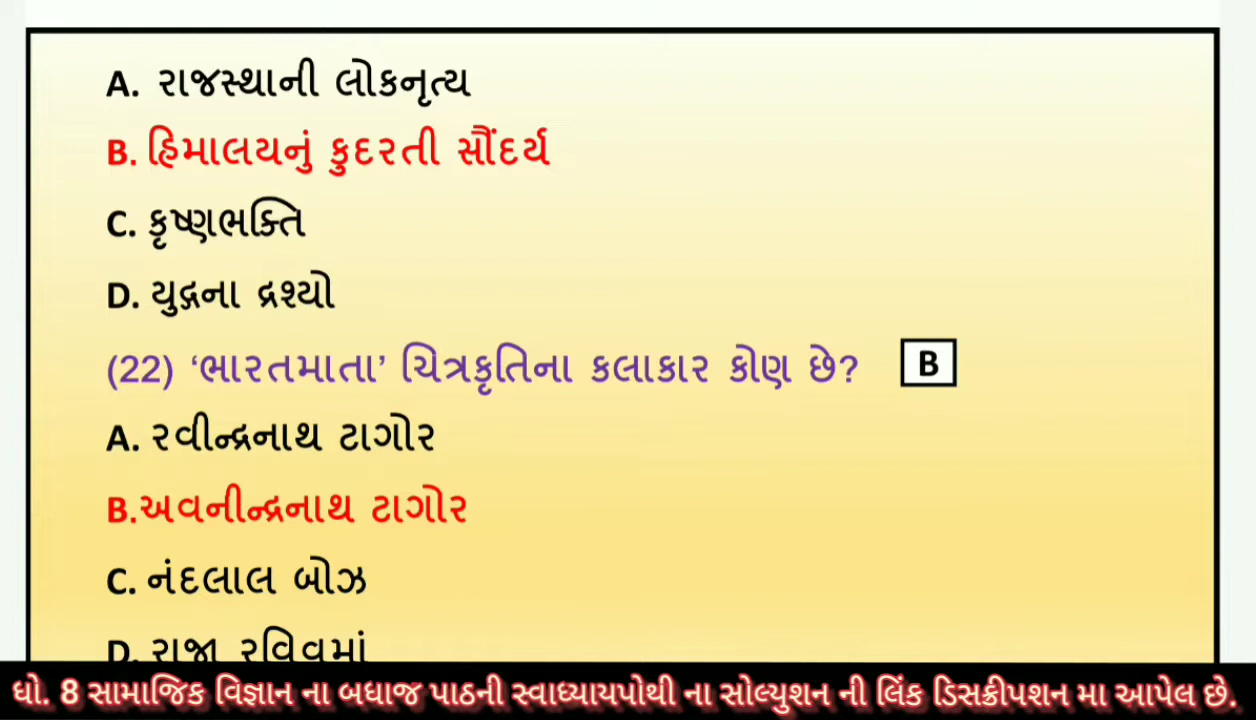 A. રાજસ્થાની લોકનૃત્ય
B. હિમાલયનું કુદરતી સૌંદર્ય
C. કૃષ્ણભક્તિ
D. યુદ્ધના દ્રશ્યો
(22) ‘ભારતમાતા’ ચિત્રકૃતિના કલાકાર કોણ છે? B
A. રવીન્દ્રનાથ ટાગોર
B.અવનીન્દ્રનાથ ટાગોર
C. નંદલાલ બોઝ
D. રાજા રવિવર્મા
ધો. 8 સામાજિક વિજ્ઞાન ના બધાજ પાઠની સ્વાધ્યાયપોથી ના સોલ્યુશન ની લિંક ડિસક્રીપશન મા આપેલ છે.